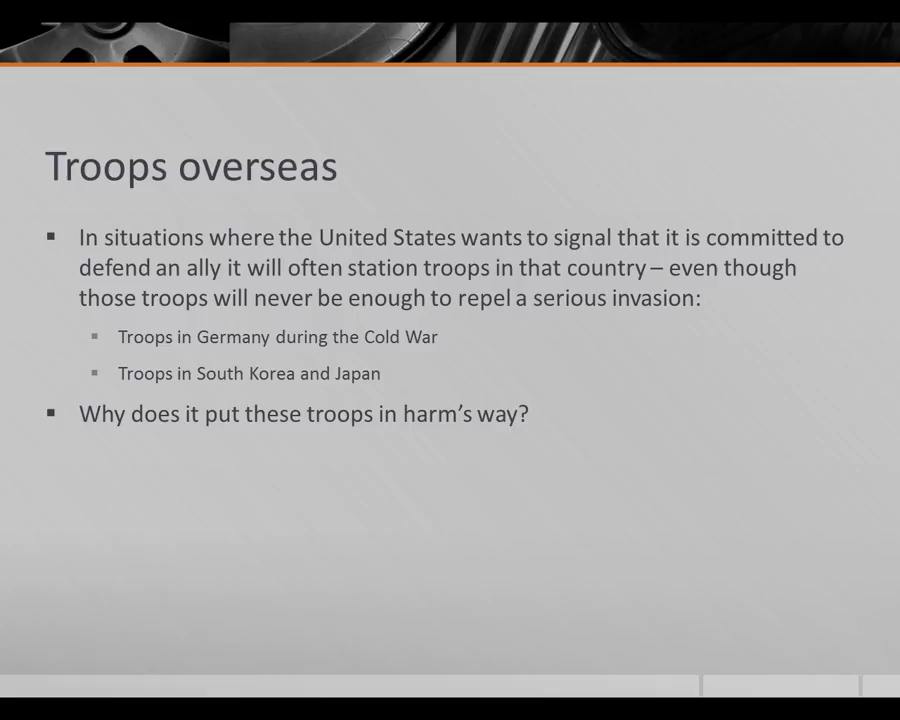 Troops overseas
▪ In situations where the United States wants to signal that it is committed to
defend an ally it will often station troops in that country – even though
those troops will never be enough to repel a serious invasion:
▪ Troops in Germany during the Cold War
▪ Troops in South Korea and Japan
▪ Why does it put these troops in harm’s way?